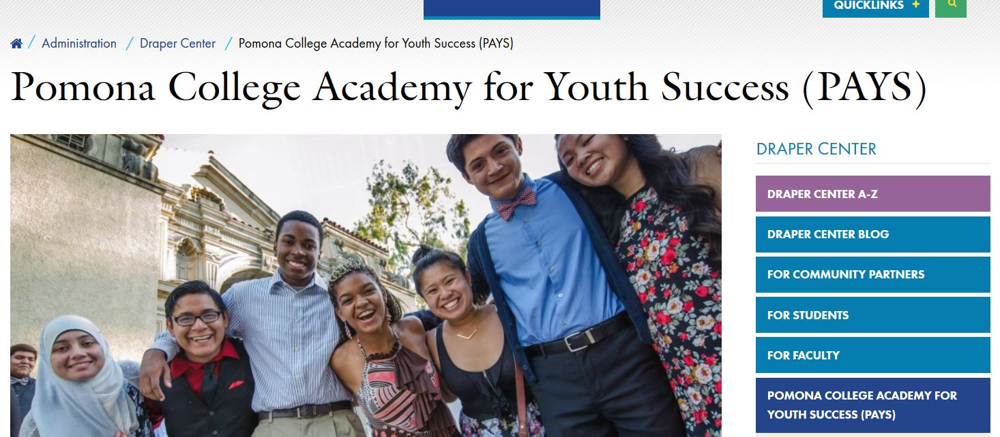 QUICKLINKS +
/ Administration / Draper Center / Pomona College Academy for Youth Success (PAYS)
Pomona College Academy for Youth Success (PAYS)
DRAPER CENTER
DRAPER CENTER A-Z
DRAPER CENTER BLOG
FOR COMMUNITY PARTNERS
FOR STUDENTS
FOR FACULTY
POMONA COLLEGE ACADEMY FOR
YOUTH SUCCESS (PAYS)